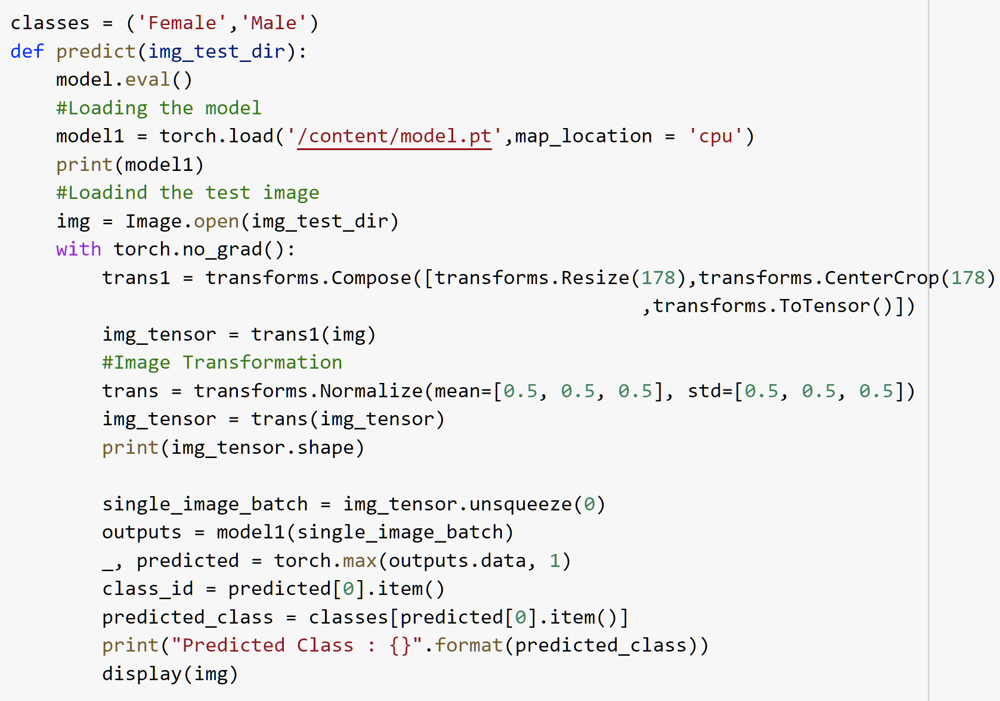 classes = ('Female','Male')
def predict(img_test_dir):
    model.eval()
    #Loading the model
    model1 = torch.load('/content/model.pt',map_location = 'cpu')
    print(model1)
    #Loadind the test image
    img = Image.open(img_test_dir)
    with torch.no_grad():
        trans1 = transforms.Compose([transforms.Resize(178),transforms.CenterCrop(178)
                                                       ,transforms.ToTensor()])
        img_tensor = trans1(img)
        #Image Transformation
        trans = transforms.Normalize(mean=[0.5, 0.5, 0.5], std=[0.5, 0.5, 0.5])
        img_tensor = trans(img_tensor)
        print(img_tensor.shape)

        single_image_batch = img_tensor.unsqueeze(0)
        outputs = model1(single_image_batch)
        _, predicted = torch.max(outputs.data, 1)
        class_id = predicted[0].item()
        predicted_class = classes[predicted[0].item()]
        print("Predicted Class : {}".format(predicted_class))
        display(img)